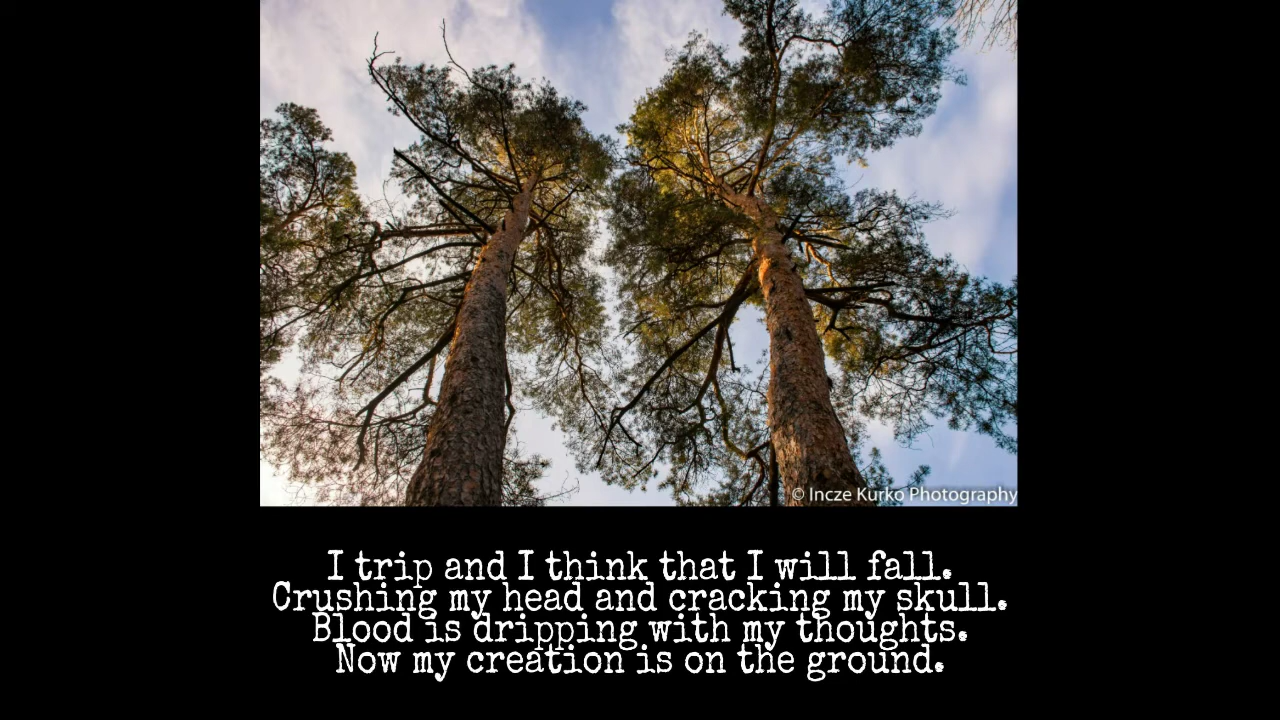 © Incze Kurko Photography
I trip and I think that I will fall.
Crushing my head and cracking my skull.
Blood is dripping with my thoughts.
Now my creation is on the ground.